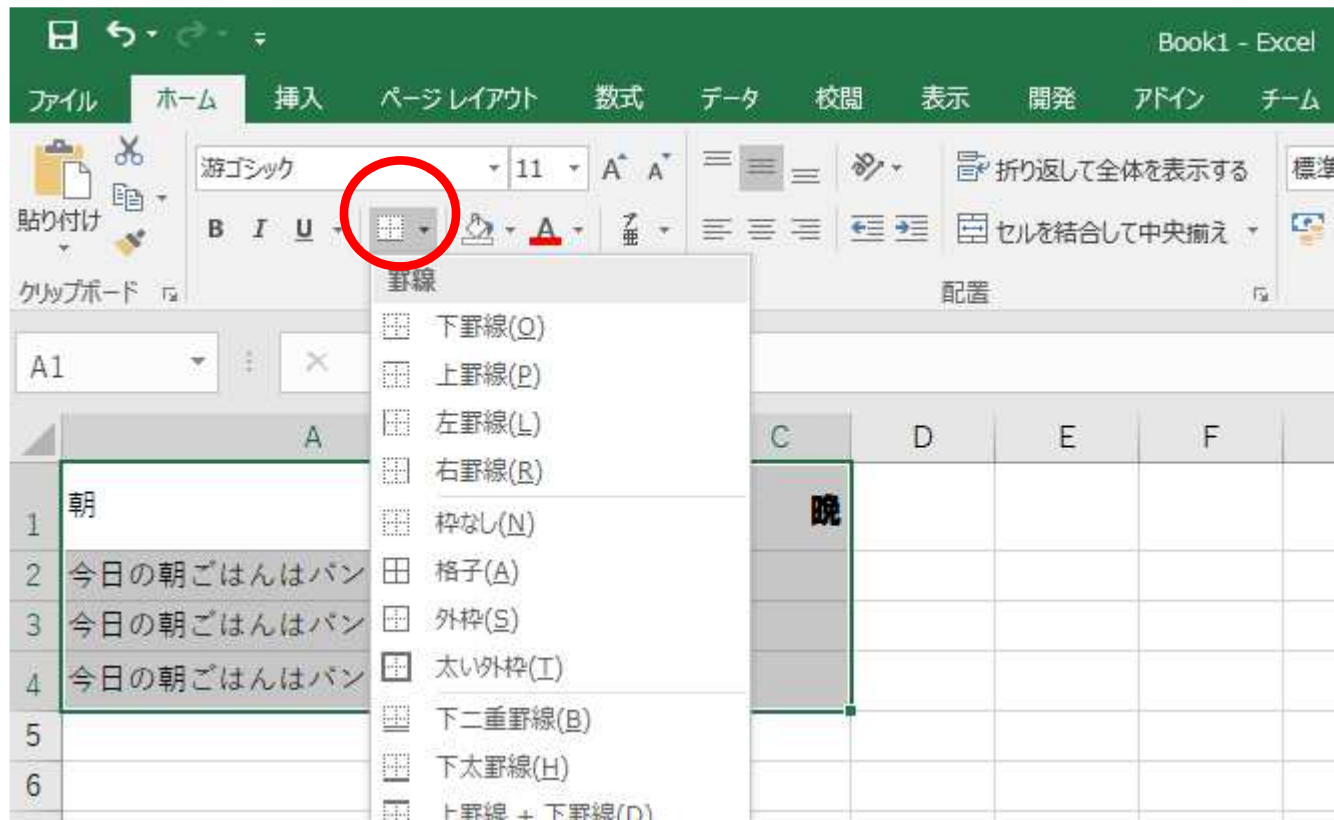 Book1 - Excel
ファイル ホーム 挿入 ページ レイアウト 数式 データ 校閲 表示 開発 アドイン チーム
游ゴシック 11 A A 折り返して全体を表示する 標準
貼り付け B I U A 亜 セルを結合して中央揃え
クリップボード 配置
罫線
下罫線(O)
上罫線(P)
左罫線(L)
右罫線(R)
枠なし(N)
格子(A)
外枠(S)
太い外枠(T)
下二重罫線(B)
下太罫線(H)
上罫線 + 下罫線(D)
A1
A C D E F
1 朝 晩
2 今日の朝ごはんはパン
3 今日の朝ごはんはパン
4 今日の朝ごはんはパン
5
6